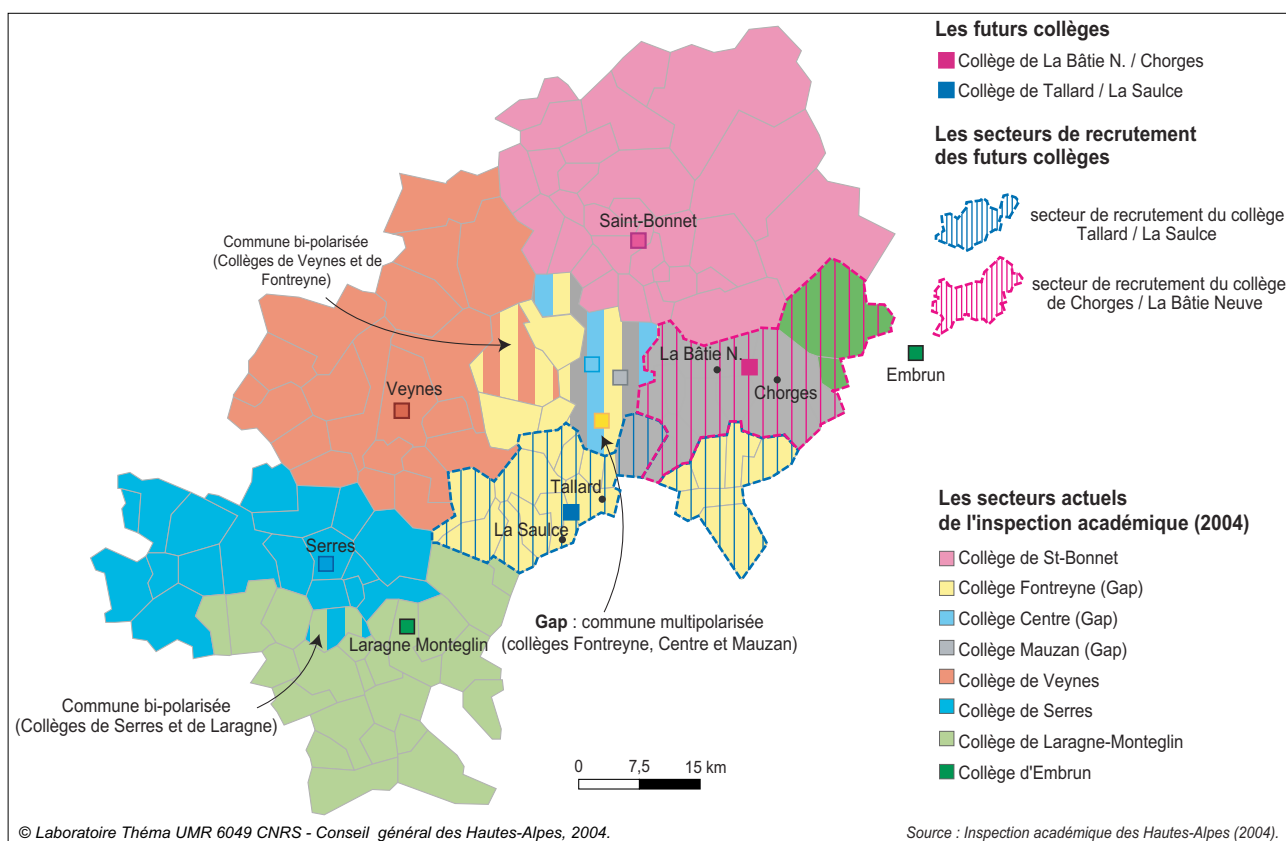 Les futurs collèges
Collège de La Bâtie N. / Chorges
Collège de Tallard / La Saulce
Les secteurs de recrutement
des futurs collèges
secteur de recrutement du collège
Tallard / La Saulce
secteur de recrutement du collège
de Chorges / La Bâtie Neuve
Saint-Bonnet
Commune bi-polarisée
(Collèges de Veynes et de
Fontreyne)
La Bâtie N.
Chorges
Embrun
Veynes
Tallard
La Saulce
Serres
Laragne Monteglin
Gap : commune multipolarisée
(collèges Fontreyne, Centre et Mauzan)
Commune bi-polarisée
(Collèges de Serres et de Laragne)
Les secteurs actuels
de l'inspection académique (2004)
Collège de St-Bonnet
Collège Fontreyne (Gap)
Collège Centre (Gap)
Collège Mauzan (Gap)
Collège de Veynes
Collège de Serres
Collège de Laragne-Monteglin
Collège d'Embrun
0 7,5 15 km
© Laboratoire Théma UMR 6049 CNRS - Conseil général des Hautes-Alpes, 2004.
Source : Inspection académique des Hautes-Alpes (2004).